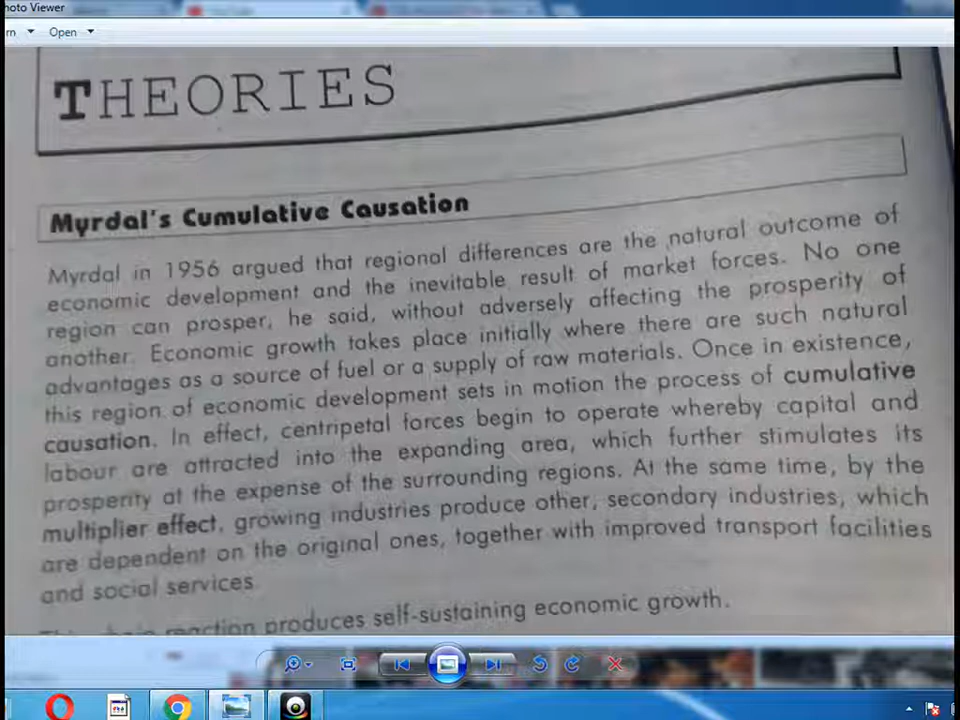 hoto Viewer
rn Open
THEORIES
Myrdal's Cumulative Causation
Myrdal in 1956 argued that regional differences are the natural outcome of
economic development and the inevitable result of market forces. No one
region can prosper, he said, without adversely affecting the prosperity of
another. Economic growth takes place initially where there are such natural
advantages as a source of fuel or a supply of raw materials. Once in existence,
this region of economic development sets in motion the process of cumulative
causation. In effect, centripetal forces begin to operate whereby capital and
labour are attracted into the expanding area, which further stimulates its
prosperity at the expense of the surrounding regions. At the same time, by the
multiplier effect, growing industries produce other, secondary industries, which
are dependent on the original ones, together with improved transport facilities
and social services.
reaction produces self-sustaining economic growth.